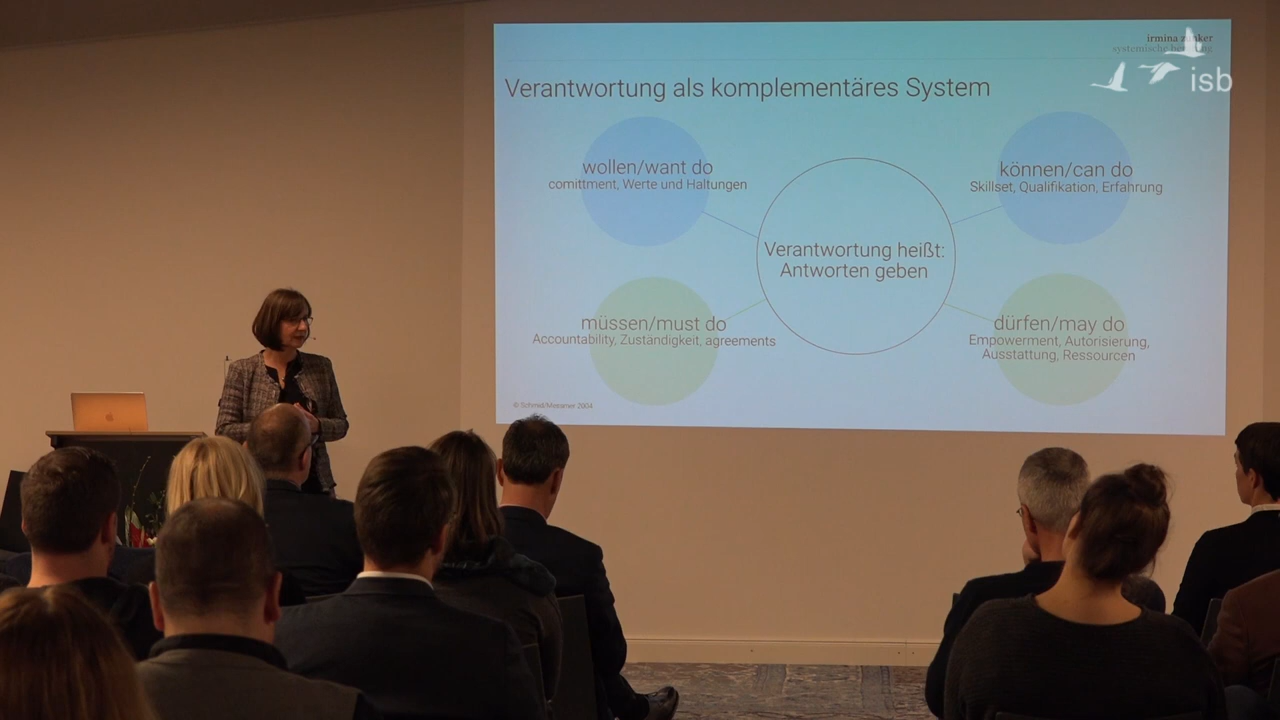 irmina zunker
systemische beratung
isb
Verantwortung als komplementäres System
wollen/want do
comittment, Werte und Haltungen
können/can do
Skillset, Qualifikation, Erfahrung
Verantwortung heißt:
Antworten geben
müssen/must do
Accountability, Zuständigkeit, agreements
dürfen/may do
Empowerment, Autorisierung,
Ausstattung, Ressourcen
© Schmid/Messmer 2004